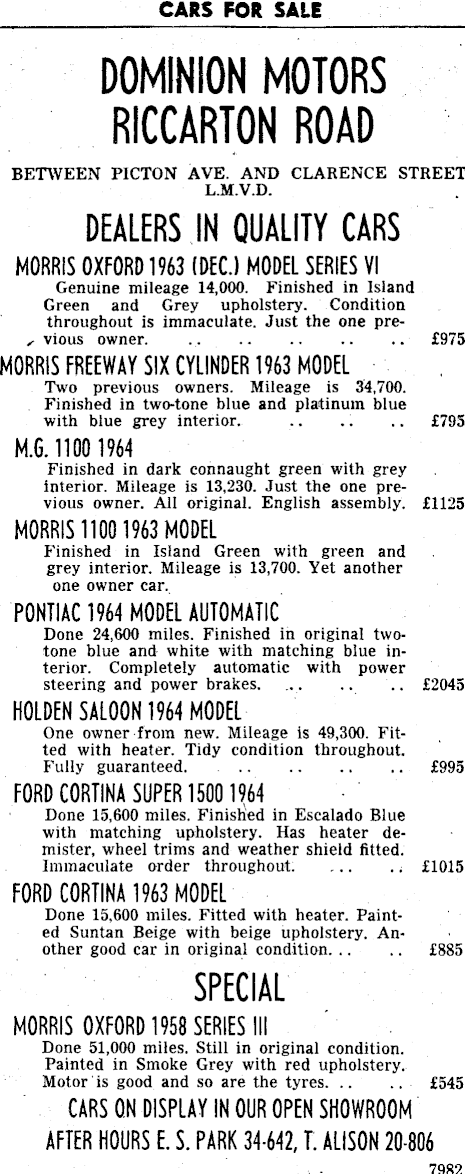 CARS FOR SALE
DOMINION MOTORS
RICCARTON ROAD
BETWEEN PICTON AVE. AND CLARENCE STREET
L.M.V.D.
DEALERS IN QUALITY CARS
MORRIS OXFORD 1963 (DEC.) MODEL SERIES VI
Genuine mileage 14,000. Finished in Island
Green and Grey upholstery. Condition
throughout is immaculate. Just the one pre-
vious owner. .. .. .. .. .. £975
MORRIS FREEWAY SIX CYLINDER 1963 MODEL
Two previous owners. Mileage is 34,700.
Finished in two-tone blue and platinum blue
with blue grey interior. .. .. .. £795
M.G. 1100 1964
Finished in dark connaught green with grey
interior. Mileage is 13,230. Just the one pre-
vious owner. All original. English assembly. £1125
MORRIS 1100 1963 MODEL
Finished in Island Green with green and
grey interior. Mileage is 13,700. Yet another
one owner car.
PONTIAC 1964 MODEL AUTOMATIC
Done 24,600 miles. Finished in original two-
tone blue and white with matching blue in-
terior. Completely automatic with power
steering and power brakes. .. .. .. £2045
HOLDEN SALOON 1964 MODEL
One owner from new. Mileage is 49,300. Fit-
ted with heater. Tidy condition throughout.
Fully guaranteed. .. .. .. .. £995
FORD CORTINA SUPER 1500 1964
Done 15,600 miles. Finished in Escalado Blue
with matching upholstery. Has heater de-
mister, wheel trims and weather shield fitted.
Immaculate order throughout. .. .. £1015
FORD CORTINA 1963 MODEL
Done 15,600 miles. Fitted with heater. Paint-
ed Suntan Beige with beige upholstery. An-
other good car in original condition. .. .. £885
SPECIAL
MORRIS OXFORD 1958 SERIES III
Done 51,000 miles. Still in original condition.
Painted in Smoke Grey with red upholstery.
Motor is good and so are the tyres. .. .. £545
CARS ON DISPLAY IN OUR OPEN SHOWROOM
AFTER HOURS E. S. PARK 34-642, T. ALISON 20-806
7982